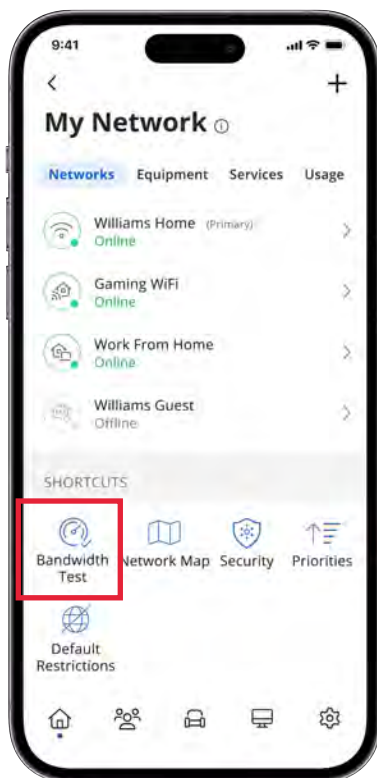 9:41
My Network
Networks Equipment Services Usage
Williams Home (Primary)
Online
Gaming WiFi
Online
Work From Home
Online
Williams Guest
Offline
SHORTCUTS
Bandwidth Test
Network Map
Security
Priorities
Default Restrictions